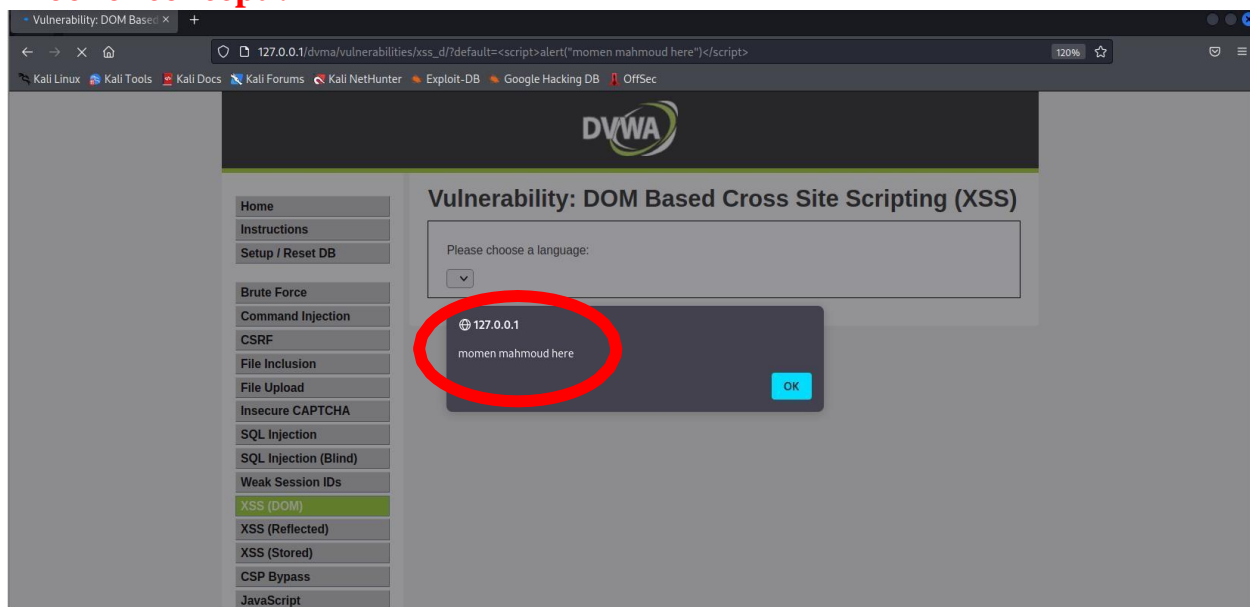 Vulnerability: DOM Based × +
127.0.0.1/dvma/vulnerabilities/xss_d/?default=<script>alert("momen mahmoud here")</script> 120%
Kali Linux Kali Tools Kali Docs Kali Forums Kali NetHunter Exploit-DB Google Hacking DB OffSec
DVWA
Vulnerability: DOM Based Cross Site Scripting (XSS)
Home
Instructions
Setup / Reset DB
Please choose a language:
Brute Force
Command Injection
CSRF
File Inclusion
File Upload
Insecure CAPTCHA
SQL Injection
SQL Injection (Blind)
Weak Session IDs
XSS (DOM)
XSS (Reflected)
XSS (Stored)
CSP Bypass
JavaScript
127.0.0.1
momen mahmoud here
OK